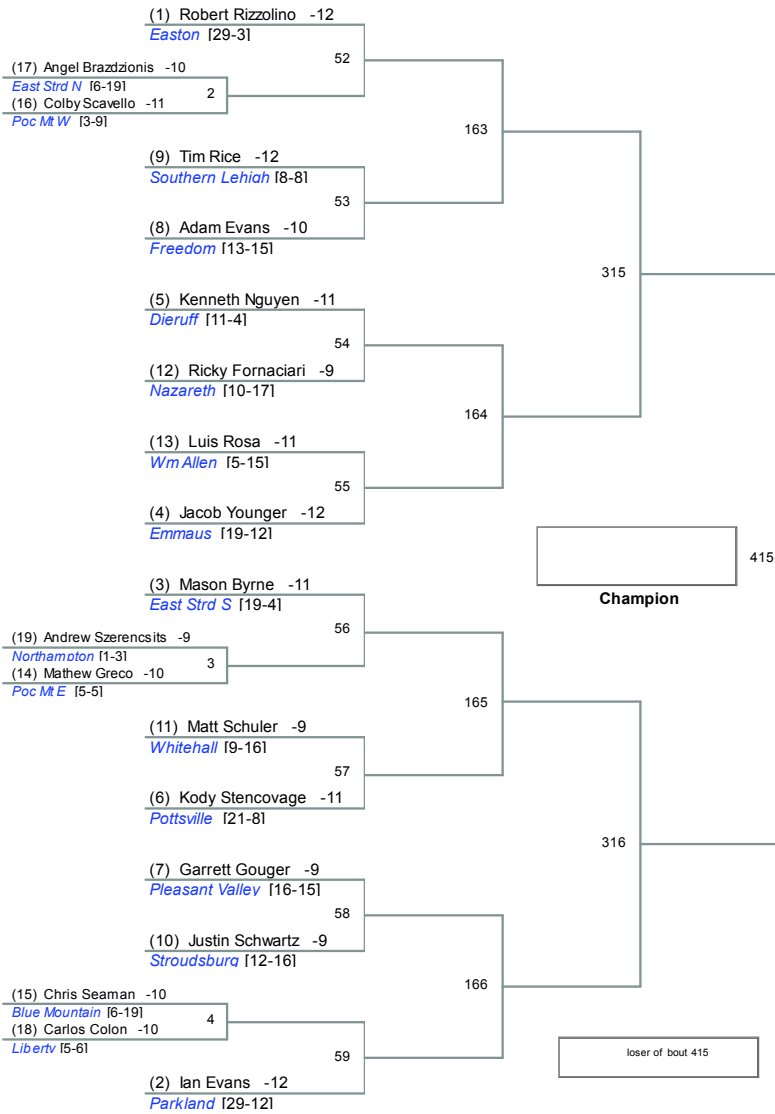 (1) Robert Rizzolino -12
Easton [29-3]
52
(17) Angel Brazdzionis -10
East Strd N [6-19]
2
(16) Colby Scavello -11
Poc Mt W [3-9]
163
(9) Tim Rice -12
Southern Lehigh [8-8]
53
(8) Adam Evans -10
Freedom [13-15]
315
(5) Kenneth Nguyen -11
Dieruff [11-4]
54
(12) Ricky Fornaciari -9
Nazareth [10-17]
164
(13) Luis Rosa -11
Wm Allen [5-15]
55
(4) Jacob Younger -12
Emmaus [19-12]
415
Champion
(3) Mason Byrne -11
East Strd S [19-4]
56
(19) Andrew Szerencsits -9
Northampton [1-3]
3
(14) Mathew Greco -10
Poc Mt E [5-5]
165
(11) Matt Schuler -9
Whitehall [9-16]
57
(6) Kody Stencovage -11
Pottsville [21-8]
316
(7) Garrett Gouger -9
Pleasant Valley [16-15]
58
(10) Justin Schwartz -9
Stroudsburg [12-16]
166
(15) Chris Seaman -10
Blue Mountain [6-19]
4
(18) Carlos Colon -10
Liberty [5-6]
59
(2) Ian Evans -12
Parkland [29-12]
loser of bout 415